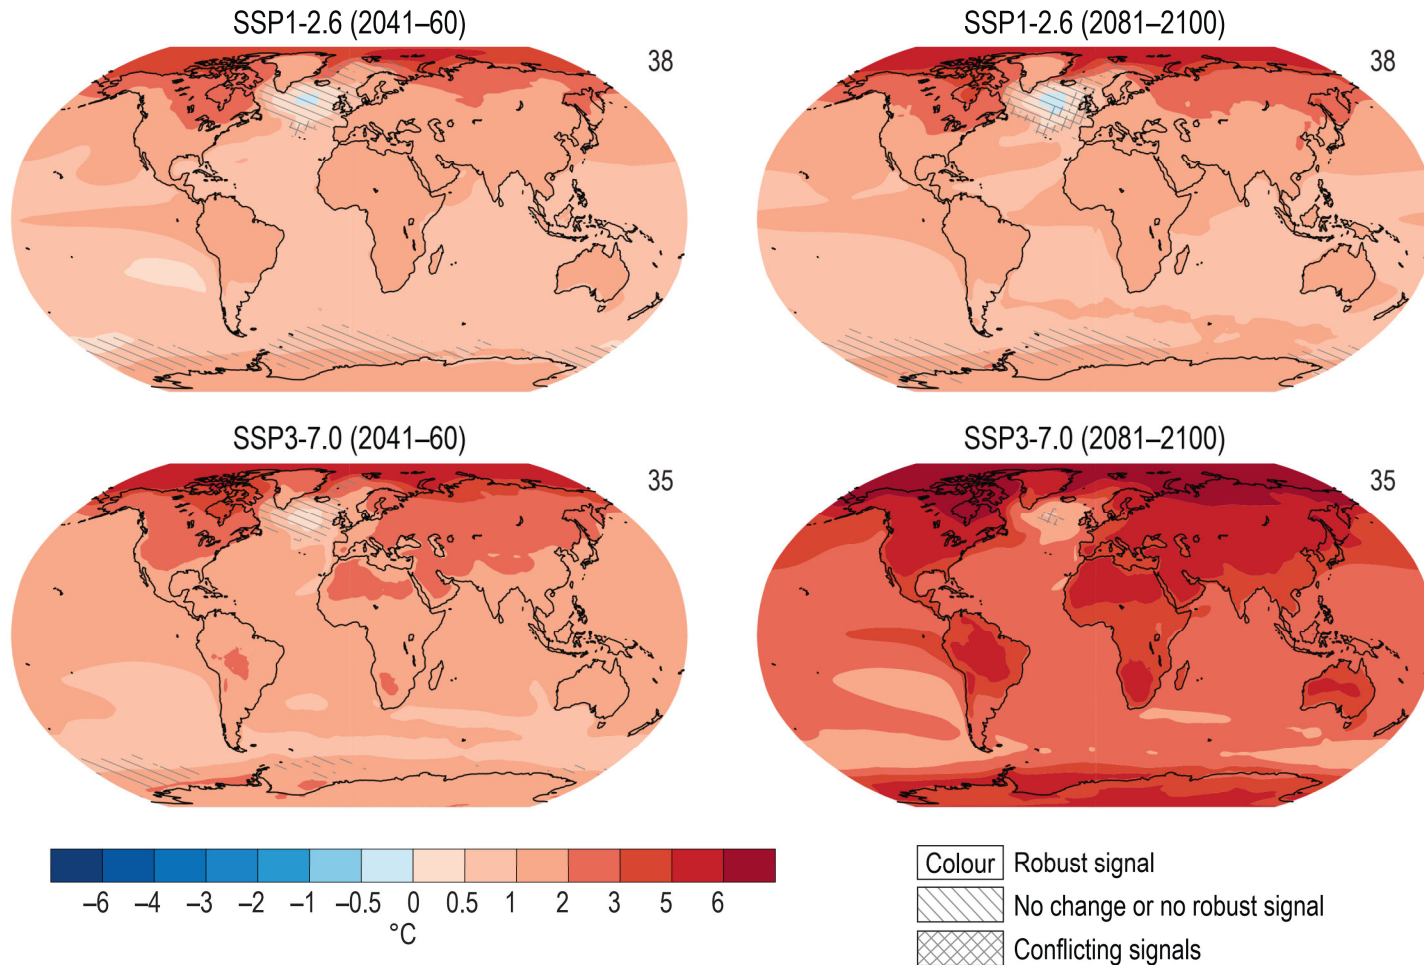 SSP1-2.6 (2041–60)
38
SSP1-2.6 (2081–2100)
38
SSP3-7.0 (2041–60)
35
SSP3-7.0 (2081–2100)
35
–6 –4 –3 –2 –1 –0.5 0 0.5 1 2 3 5 6
°C
Colour Robust signal
No change or no robust signal
Conflicting signals